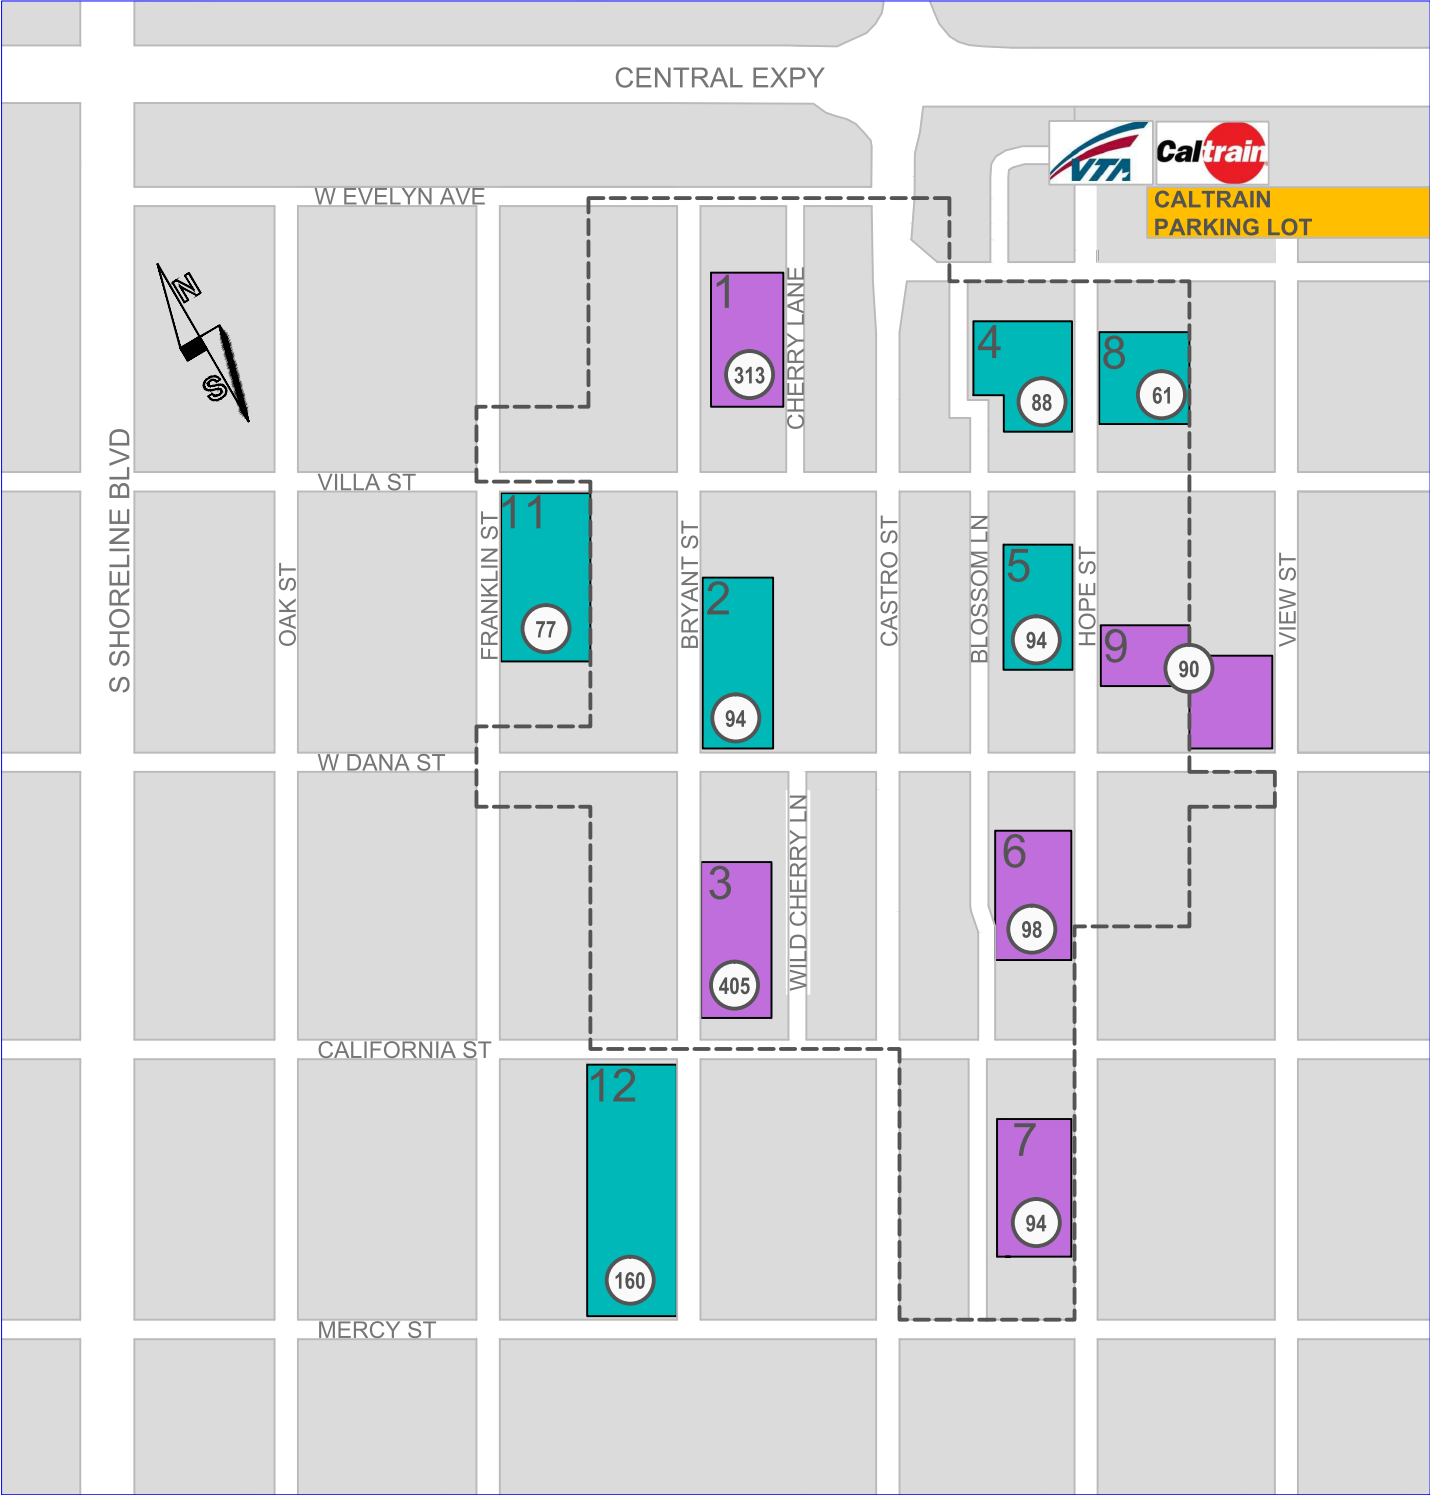 CENTRAL EXPY
VTA
Caltrain
CALTRAIN
PARKING LOT
W EVELYN AVE
N
S
1
313
CHERRY LANE
4
88
8
61
S SHORELINE BLVD
VILLA ST
11
77
OAK ST
FRANKLIN ST
BRYANT ST
2
94
CASTRO ST
BLOSSOM LN
5
94
HOPE ST
9
90
VIEW ST
W DANA ST
3
405
WILD CHERRY LN
6
98
CALIFORNIA ST
12
160
7
94
MERCY ST